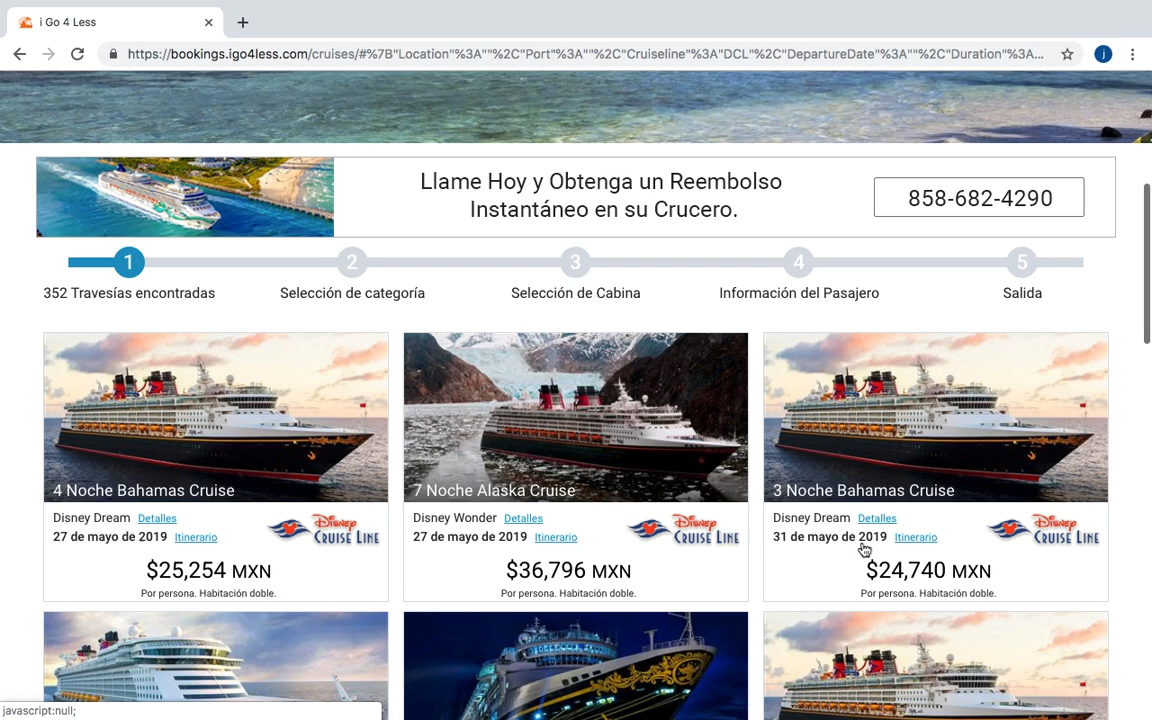 i Go 4 Less
https://bookings.igo4less.com/cruises/#%7B"Location"%3A""%2C"Port"%3A""%2C"Cruiseline"%3A"DCL"%2C"DepartureDate"%3A""%2C"Duration"%3A...
j
Llame Hoy y Obtenga un Reembolso
Instantáneo en su Crucero.
858-682-4290
1 2 3 4 5
353 Travesías encontradas Selección de categoría Selección de Cabina Información del Pasajero Salida
4 Noche Bahamas Cruise
Disney Dream Detalles
27 de mayo de 2019 Itinerario
Disney Cruise Line
$25,254 MXN
Por persona. Habitación doble.
7 Noche Alaska Cruise
Disney Wonder Detalles
27 de mayo de 2019 Itinerario
Disney Cruise Line
$36,796 MXN
Por persona. Habitación doble.
3 Noche Bahamas Cruise
Disney Dream Detalles
31 de mayo de 2019 Itinerario
Disney Cruise Line
$24,740 MXN
Por persona. Habitación doble.
javascript:null;